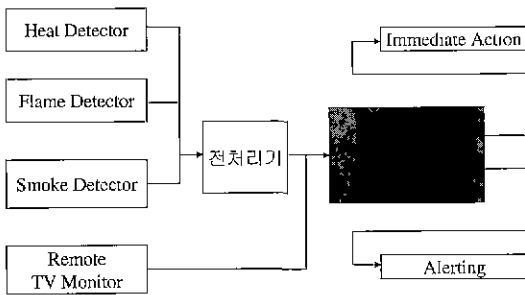 Heat Detector
Flame Detector
Smoke Detector
Remote
TV Monitor
전처리기
Immediate Action
Alerting